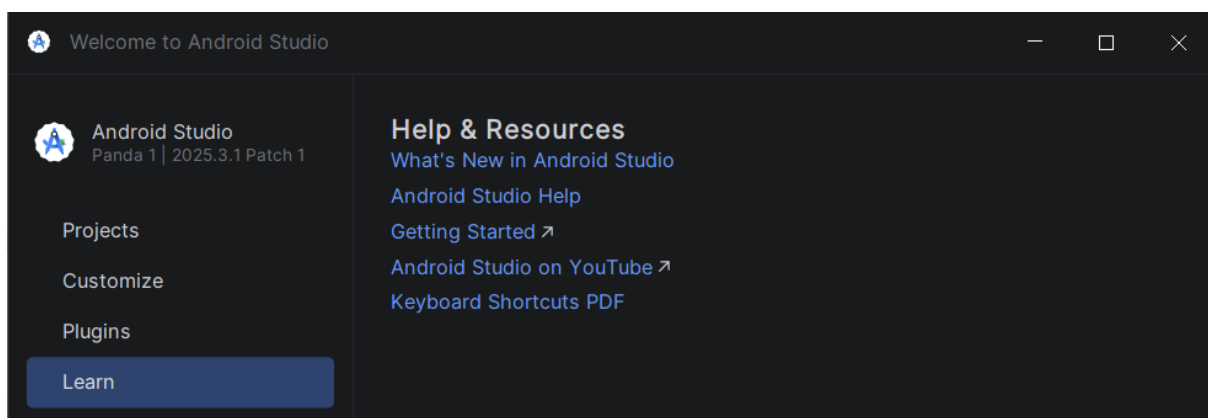 Welcome to Android Studio
Android Studio
Panda 1 | 2025.3.1 Patch 1
Projects
Customize
Plugins
Learn
Help & Resources
What's New in Android Studio
Android Studio Help
Getting Started ↗
Android Studio on YouTube ↗
Keyboard Shortcuts PDF